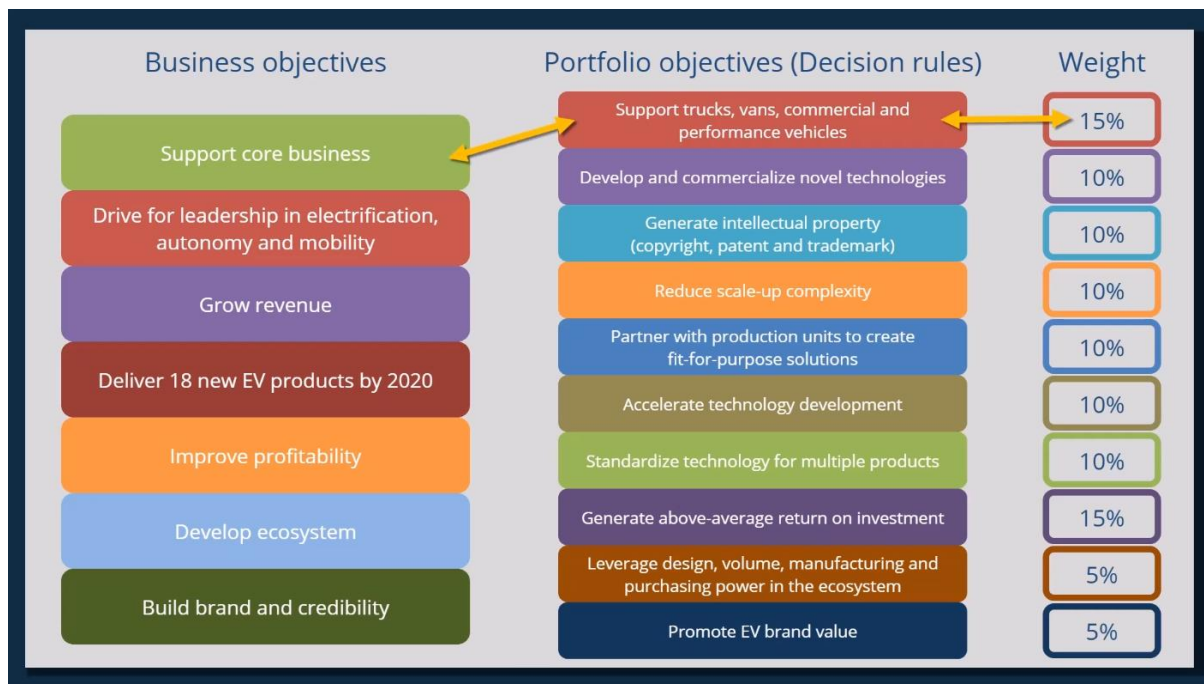 Business objectives
Support core business
Drive for leadership in electrification,
autonomy and mobility
Grow revenue
Deliver 18 new EV products by 2020
Improve profitability
Develop ecosystem
Build brand and credibility
Portfolio objectives (Decision rules)
Weight
Support trucks, vans, commercial and
performance vehicles
15%
Develop and commercialize novel technologies
10%
Generate intellectual property
(copyright, patent and trademark)
10%
Reduce scale-up complexity
10%
Partner with production units to create
fit-for-purpose solutions
10%
Accelerate technology development
10%
Standardize technology for multiple products
10%
Generate above-average return on investment
15%
Leverage design, volume, manufacturing and
purchasing power in the ecosystem
5%
Promote EV brand value
5%